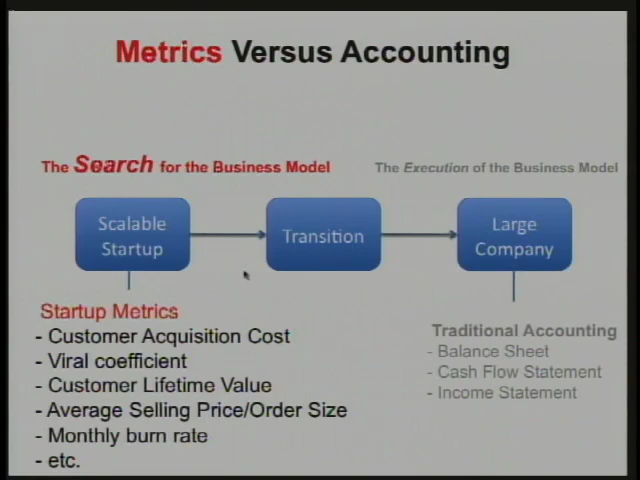 Metrics Versus Accounting
The Search for the Business Model
The Execution of the Business Model
Scalable
Startup
Transition
Large
Company
Startup Metrics
- Customer Acquisition Cost
- Viral coefficient
- Customer Lifetime Value
- Average Selling Price/Order Size
- Monthly burn rate
- etc.
Traditional Accounting
- Balance Sheet
- Cash Flow Statement
- Income Statement